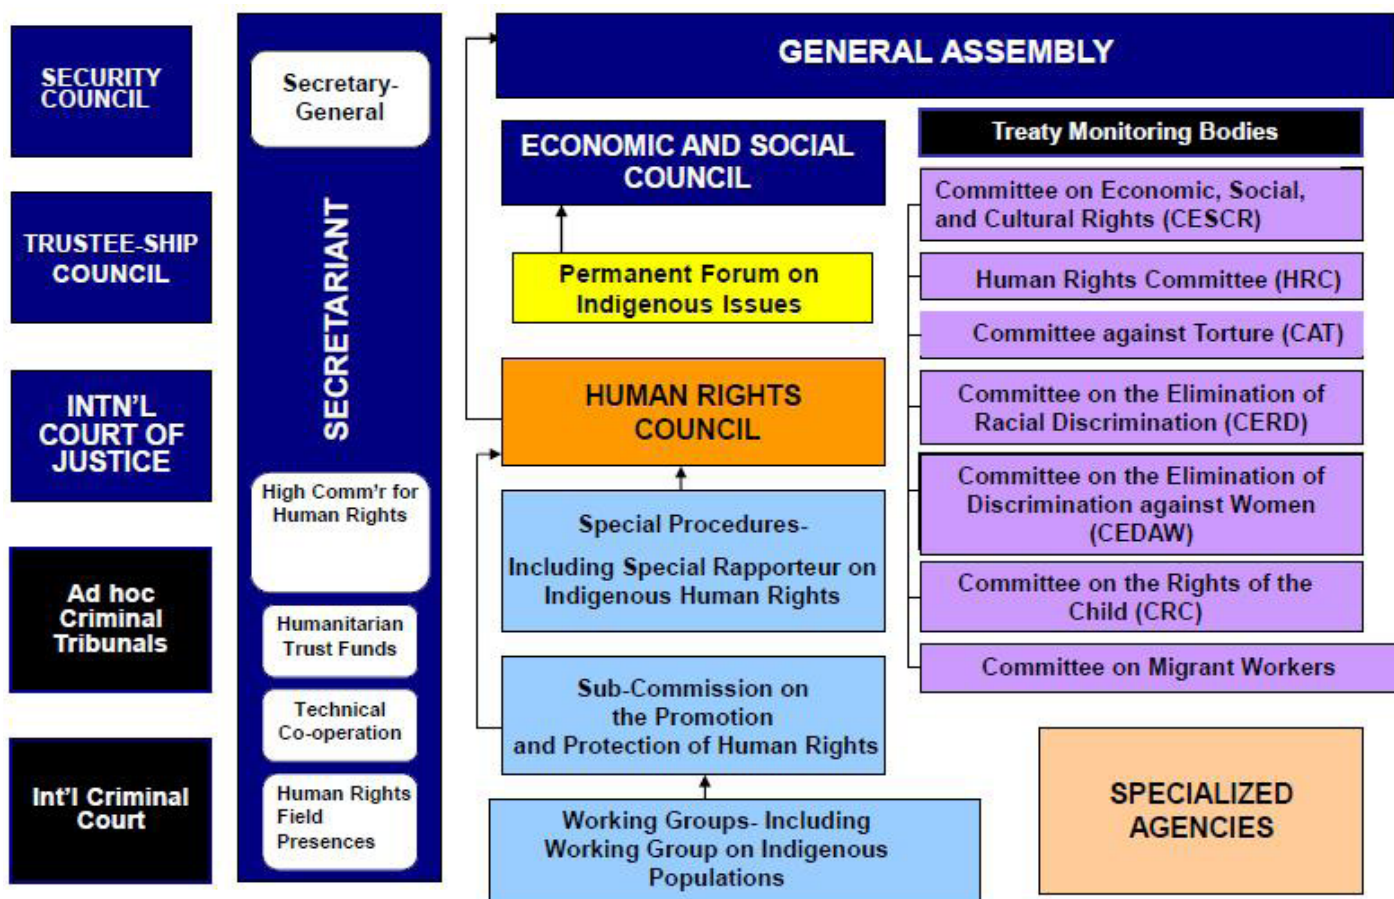 SECURITY
COUNCIL
TRUSTEE-SHIP
COUNCIL
INTN'L
COURT OF
JUSTICE
Ad hoc
Criminal
Tribunals
Int'l Criminal
Court
Secretary-
General
SECRETARIANT
High Comm'r for
Human Rights
Humanitarian
Trust Funds
Technical
Co-operation
Human Rights
Field
Presences
GENERAL ASSEMBLY
ECONOMIC AND SOCIAL
COUNCIL
Permanent Forum on
Indigenous Issues
HUMAN RIGHTS
COUNCIL
Special Procedures-
Including Special Rapporteur on
Indigenous Human Rights
Sub-Commission on
the Promotion
and Protection of Human Rights
Working Groups- Including
Working Group on Indigenous
Populations
Treaty Monitoring Bodies
Committee on Economic, Social,
and Cultural Rights (CESCR)
Human Rights Committee (HRC)
Committee against Torture (CAT)
Committee on the Elimination of
Racial Discrimination (CERD)
Committee on the Elimination of
Discrimination against Women
(CEDAW)
Committee on the Rights of the
Child (CRC)
Committee on Migrant Workers
SPECIALIZED
AGENCIES